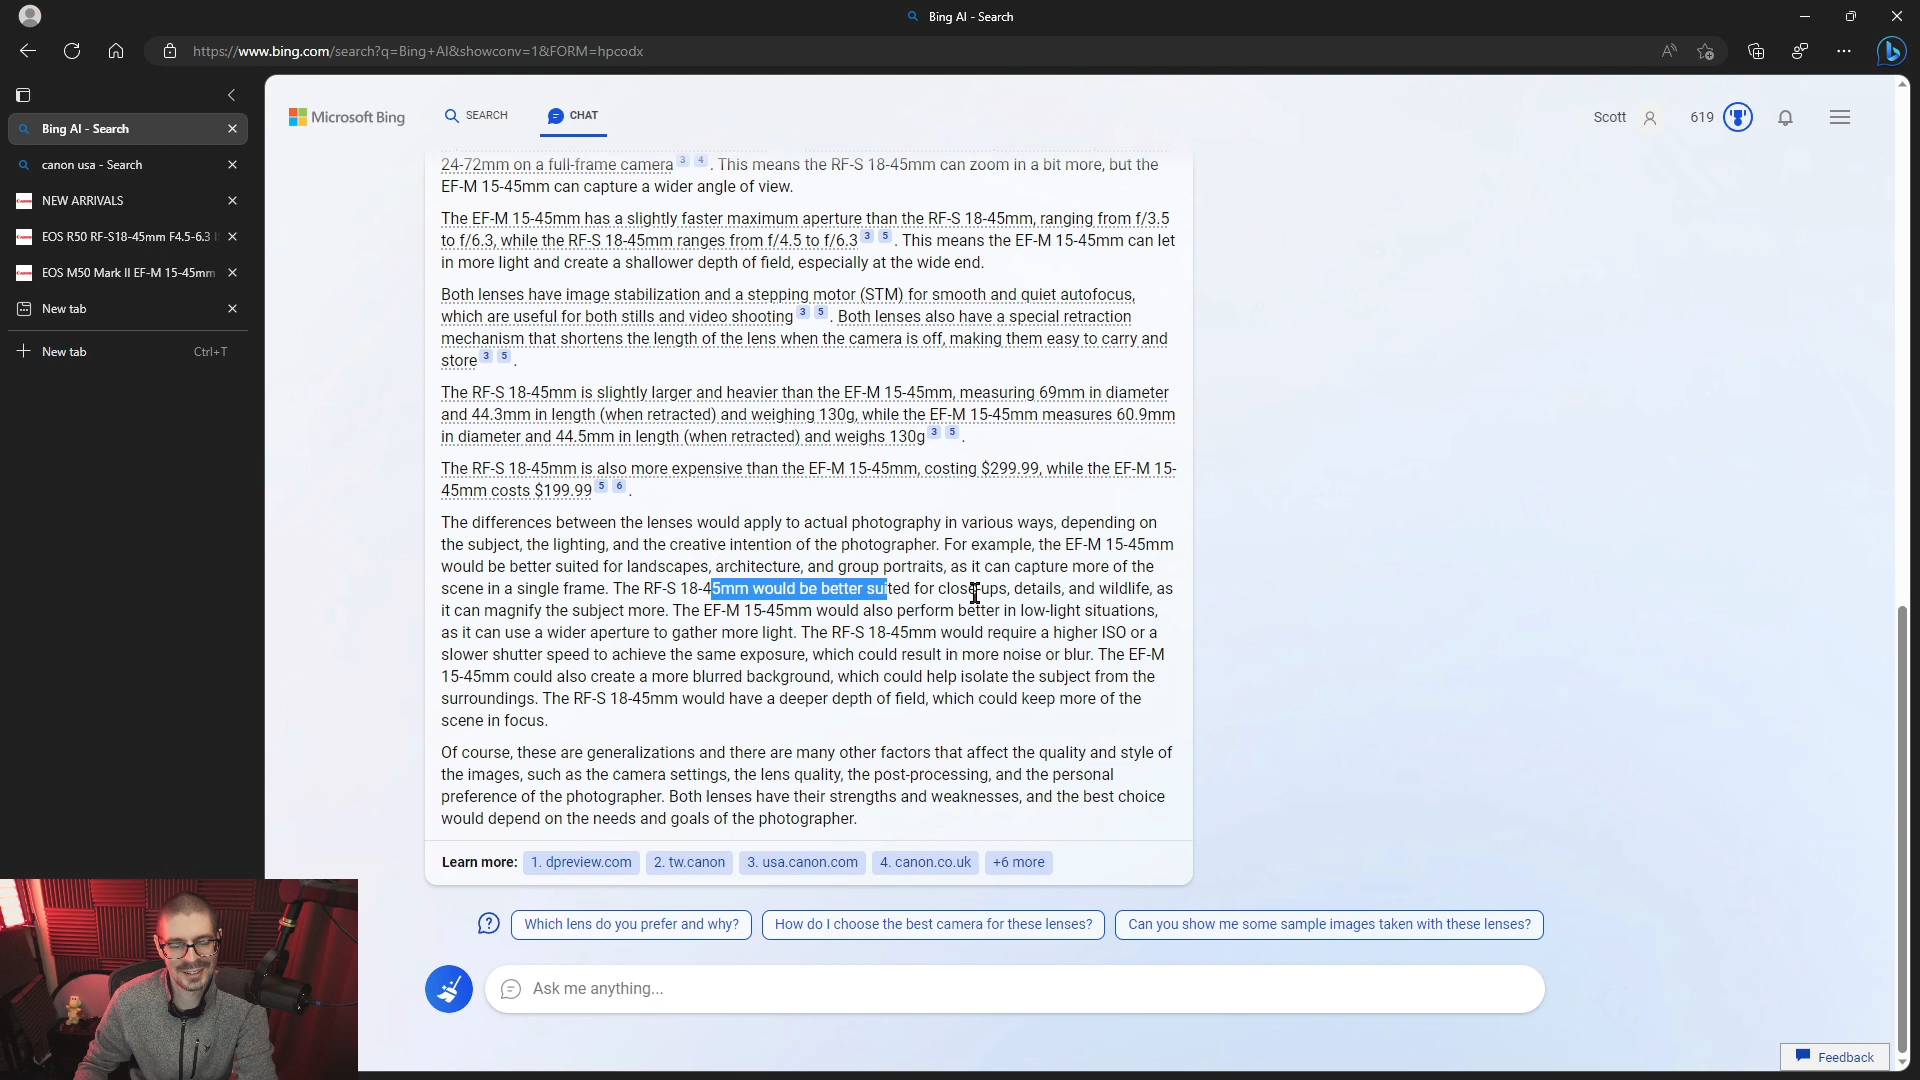 Bing AI - Search
https://www.bing.com/search?q=Bing+AI&showconv=1&FORM=hpcodx
Bing AI - Search
canon usa - Search
NEW ARRIVALS
EOS R50 RF-S18-45mm F4.5-6.3
EOS M50 Mark II EF-M 15-45mm
New tab
New tab Ctrl+T
Microsoft Bing SEARCH CHAT Scott 619
24-72mm on a full-frame camera 3 4 . This means the RF-S 18-45mm can zoom in a bit more, but the
EF-M 15-45mm can capture a wider angle of view.
The EF-M 15-45mm has a slightly faster maximum aperture than the RF-S 18-45mm, ranging from f/3.5
to f/6.3, while the RF-S 18-45mm ranges from f/4.5 to f/6.3 3 5 . This means the EF-M 15-45mm can let
in more light and create a shallower depth of field, especially at the wide end.
Both lenses have image stabilization and a stepping motor (STM) for smooth and quiet autofocus,
which are useful for both stills and video shooting 3 5 . Both lenses also have a special retraction
mechanism that shortens the length of the lens when the camera is off, making them easy to carry and
store 3 5 .
The RF-S 18-45mm is slightly larger and heavier than the EF-M 15-45mm, measuring 69mm in diameter
and 44.3mm in length (when retracted) and weighing 130g, while the EF-M 15-45mm measures 60.9mm
in diameter and 44.5mm in length (when retracted) and weighs 130g 3 5 .
The RF-S 18-45mm is also more expensive than the EF-M 15-45mm, costing $299.99, while the EF-M 15-
45mm costs $199.99 5 6 .
The differences between the lenses would apply to actual photography in various ways, depending on
the subject, the lighting, and the creative intention of the photographer. For example, the EF-M 15-45mm
would be better suited for landscapes, architecture, and group portraits, as it can capture more of the
scene in a single frame. The RF-S 18-45mm would be better suited for close-ups, details, and wildlife, as
it can magnify the subject more. The EF-M 15-45mm would also perform better in low-light situations,
as it can use a wider aperture to gather more light. The RF-S 18-45mm would require a higher ISO or a
slower shutter speed to achieve the same exposure, which could result in more noise or blur. The EF-M
15-45mm could also create a more blurred background, which could help isolate the subject from the
surroundings. The RF-S 18-45mm would have a deeper depth of field, which could keep more of the
scene in focus.
Of course, these are generalizations and there are many other factors that affect the quality and style of
the images, such as the camera settings, the lens quality, the post-processing, and the personal
preference of the photographer. Both lenses have their strengths and weaknesses, and the best choice
would depend on the needs and goals of the photographer.
Learn more: 1. dpreview.com 2. tw.canon 3. usa.canon.com 4. canon.co.uk +6 more
Which lens do you prefer and why? How do I choose the best camera for these lenses? Can you show me some sample images taken with these lenses?
Ask me anything...
Feedback